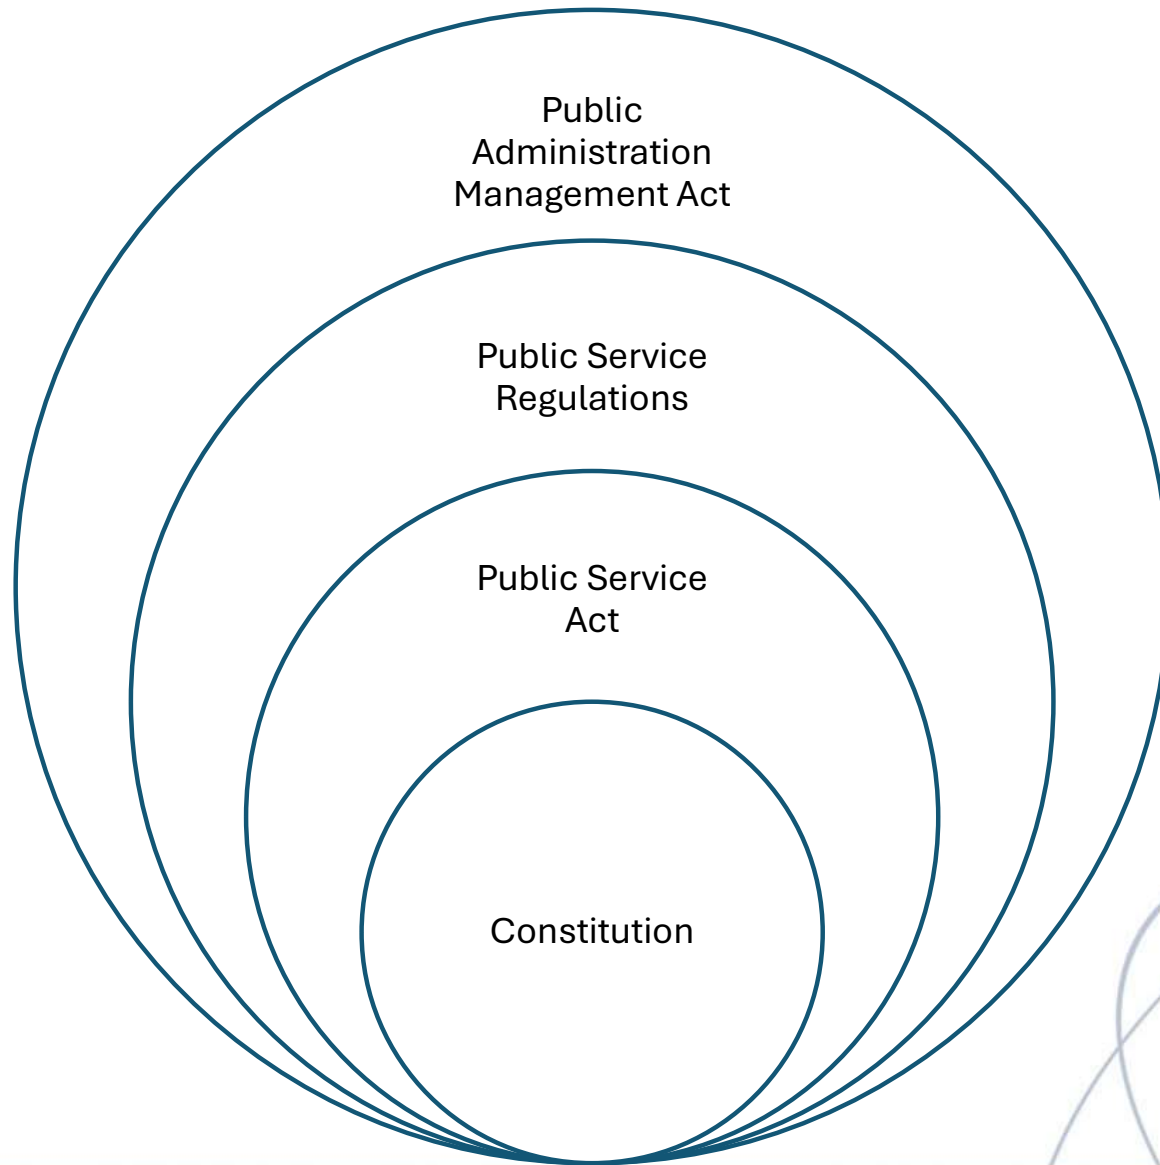 Public
Administration
Management Act
Public Service
Regulations
Public Service
Act
Constitution